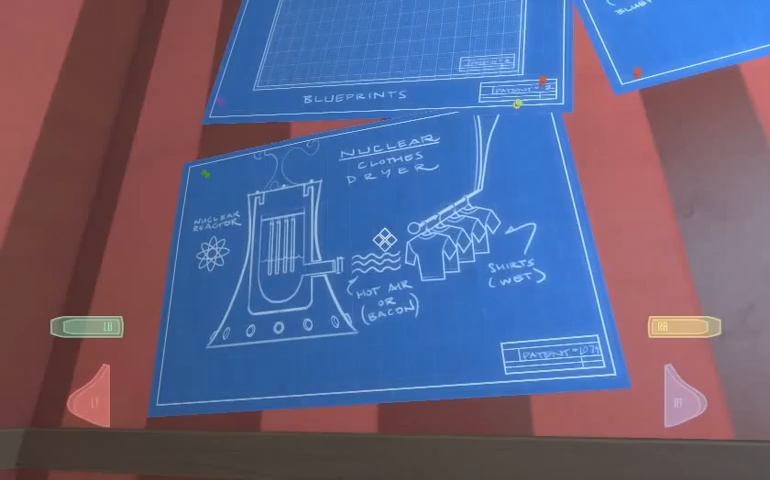 BLUEPRINTS
NUCLEAR
CLOTHES
DRYER
NUCLEAR
REACTOR
HOT AIR
OR
(BACON)
SHIRTS
(WET)
LB
RB
LT
RT